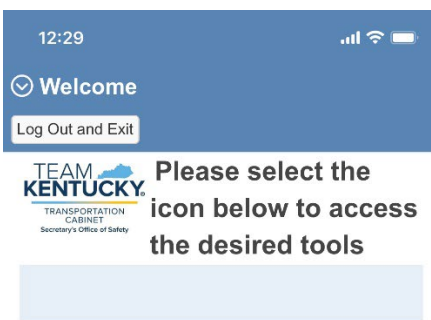 12:29
Welcome
Log Out and Exit
TEAM
KENTUCKY.
TRANSPORTATION
CABINET
Secretary's Office of Safety
Please select the
icon below to access
the desired tools